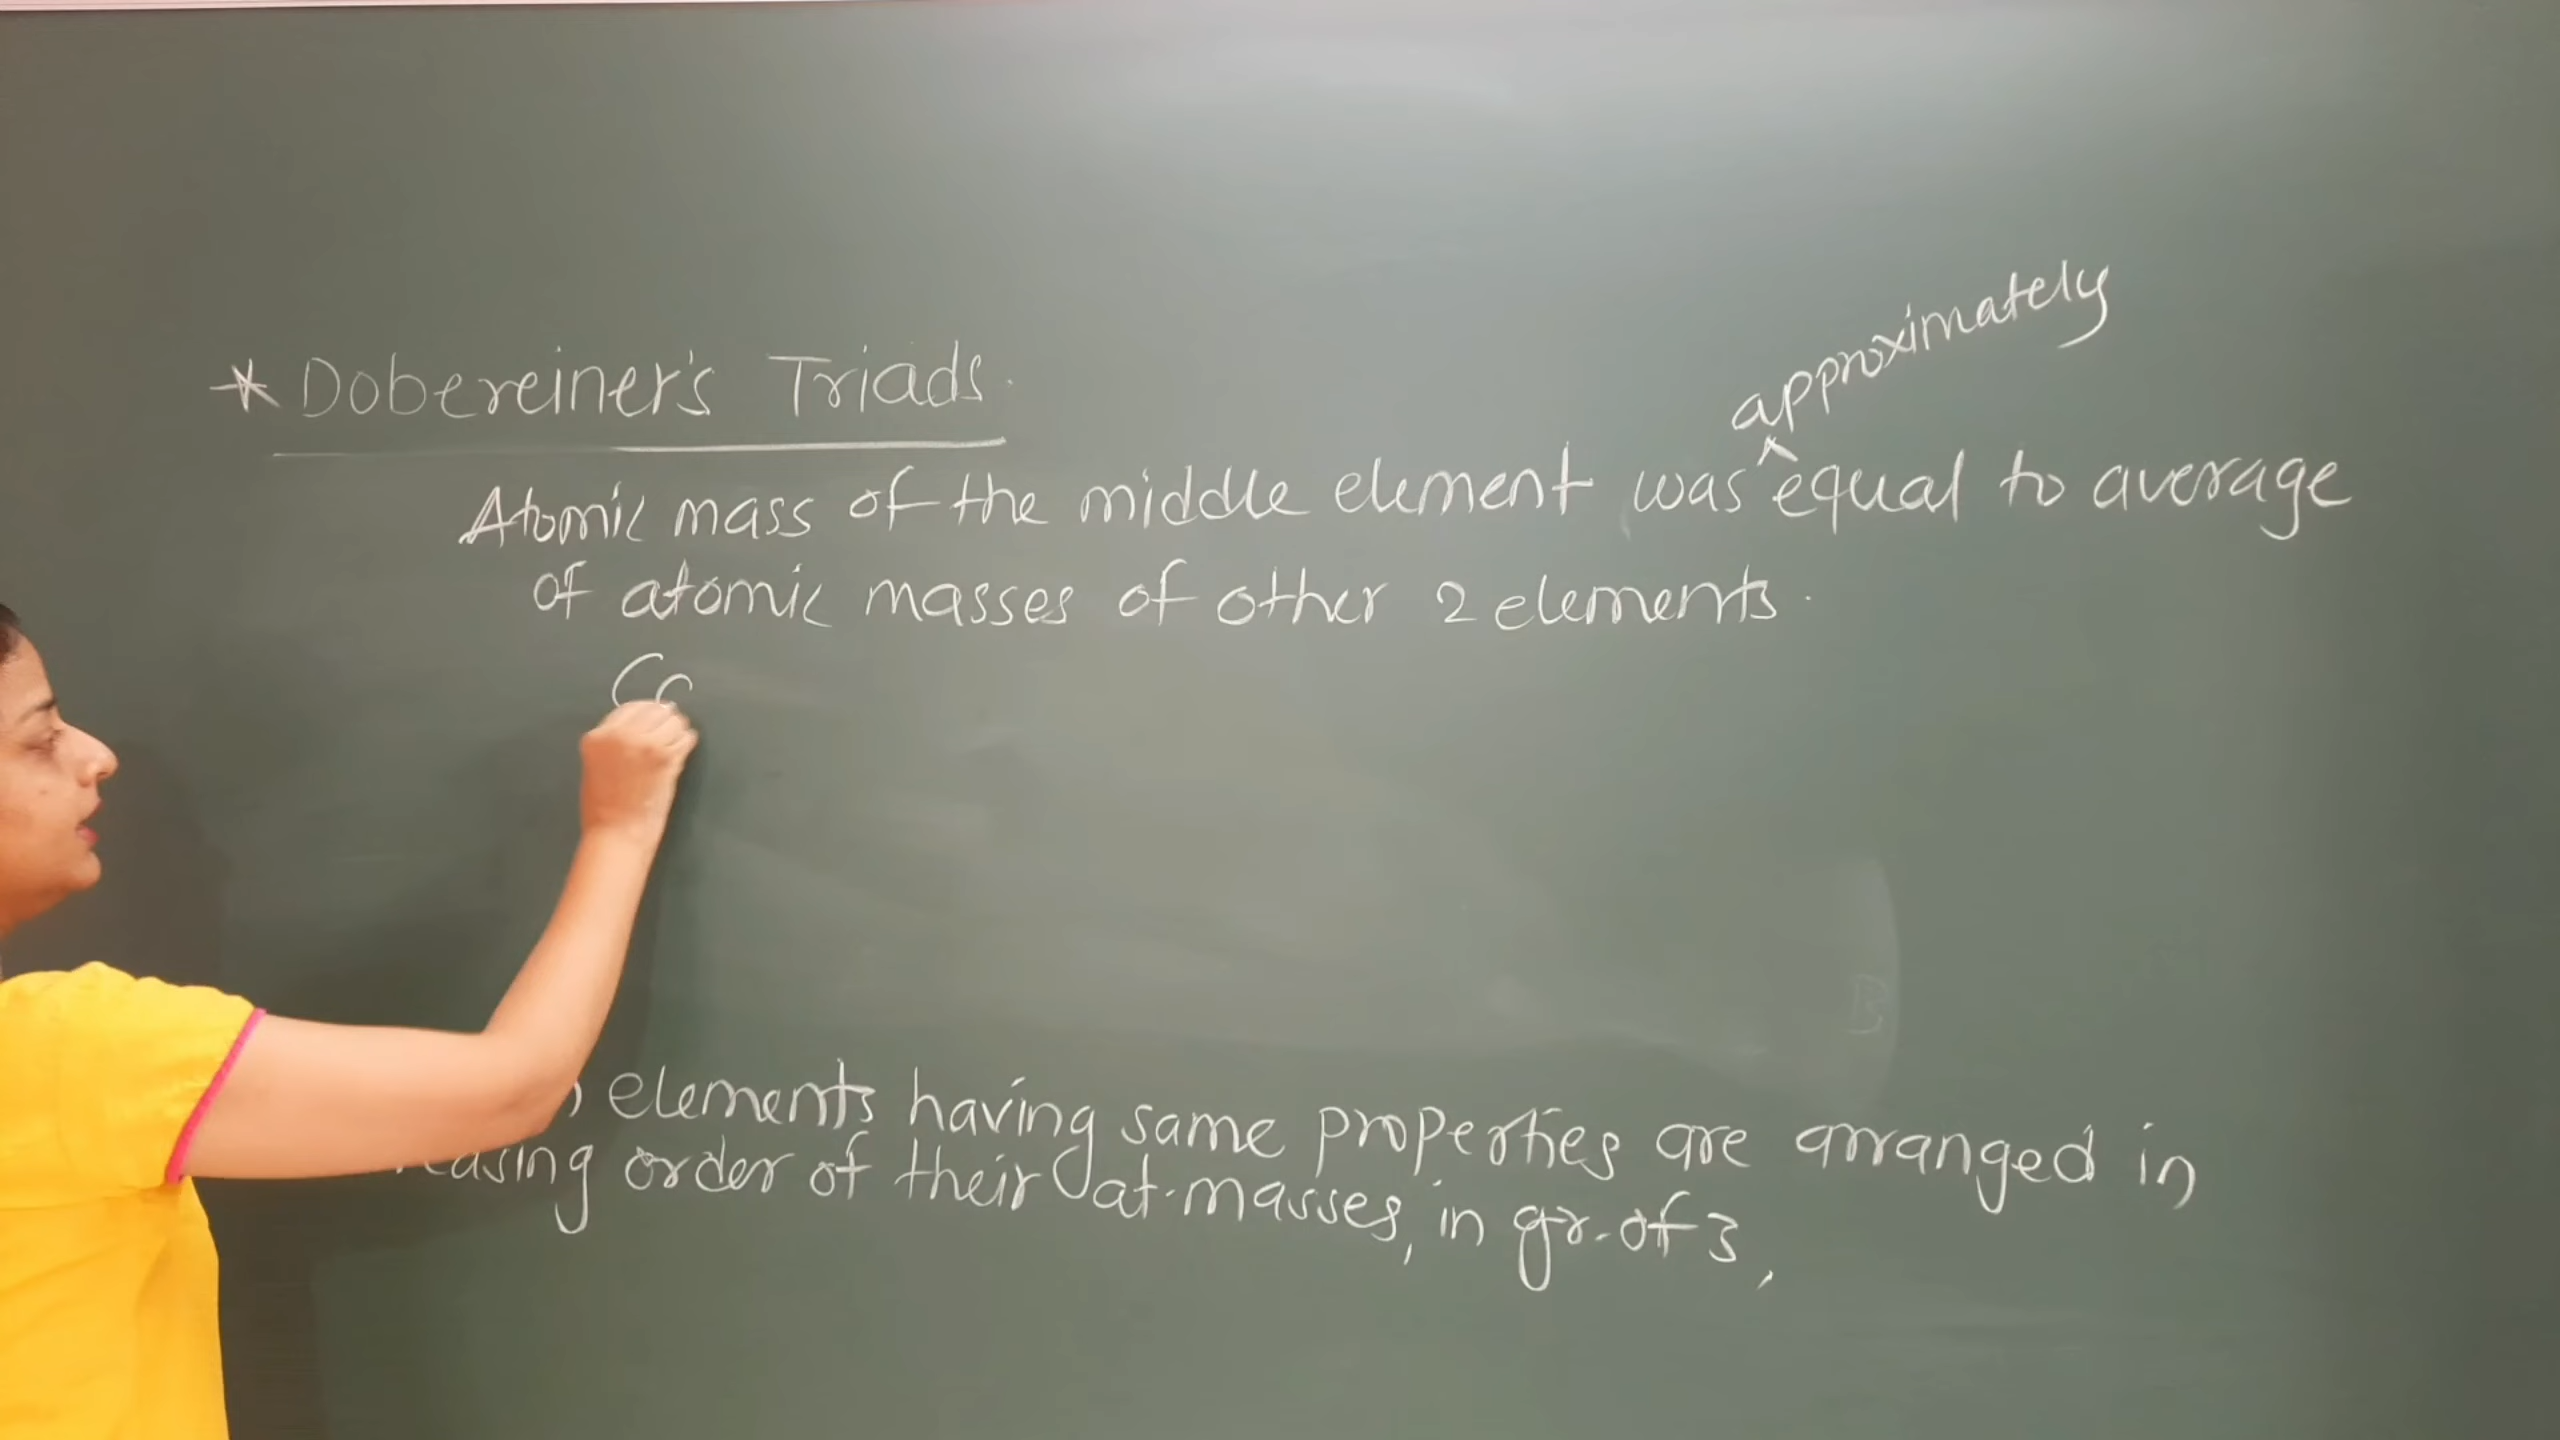 * Dobereiner's Triads.
approximately
Atomic mass of the middle element was ^ equal to average
of atomic masses of other 2 elements.
elements having same properties are arranged in
order of their at. masses, in gr. of 3,